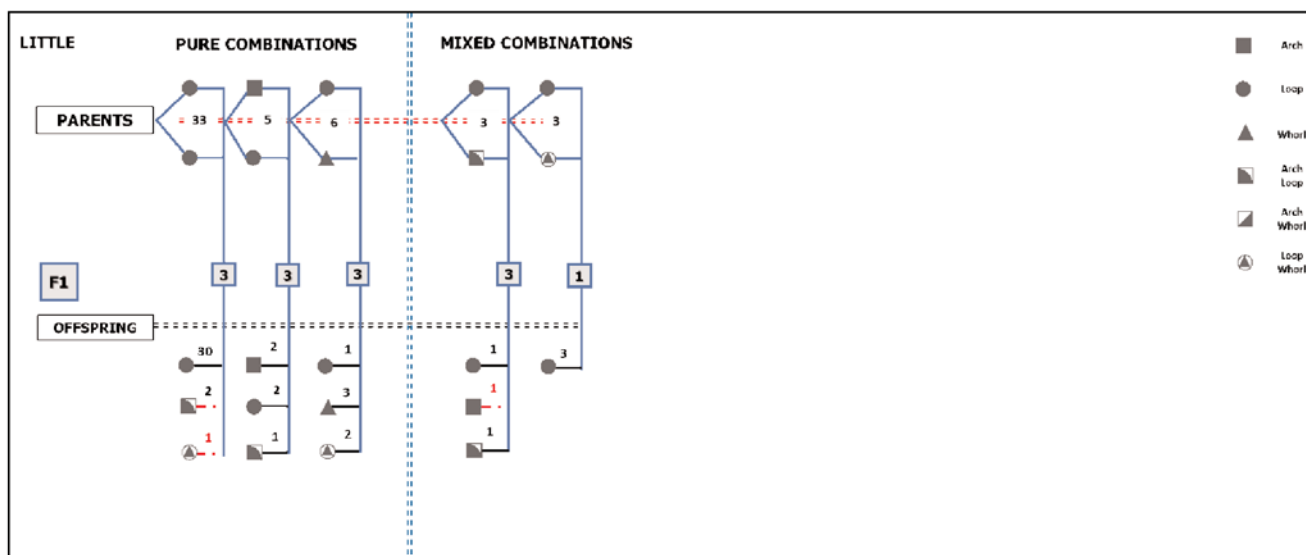 LITTLE PURE COMBINATIONS MIXED COMBINATIONS
Arch
Loop
PARENTS 33 5 6 3 3
Whorl
Arch
Loop
Arch
Whorl
F1 3 3 3 3 1
Loop
Whorl
OFFSPRING
30 2 1 1 3
2 2 3 1
1 1 2 1